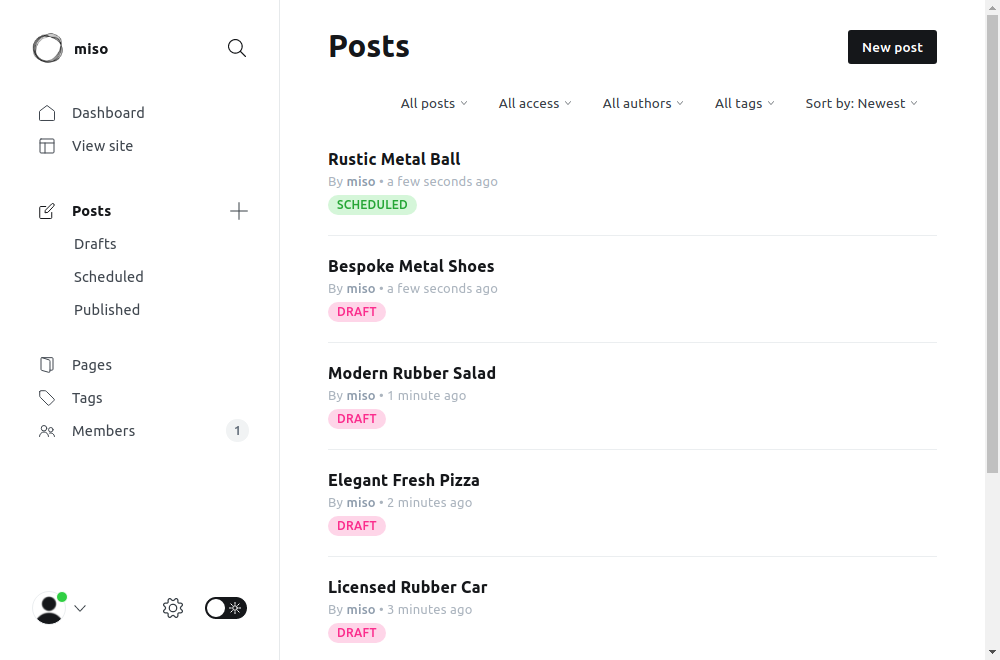 miso
Dashboard
View site
Posts
Drafts
Scheduled
Published
Pages
Tags
Members 1
Posts
New post
All posts All access All authors All tags Sort by: Newest
Rustic Metal Ball
By miso • a few seconds ago
SCHEDULED
Bespoke Metal Shoes
By miso • a few seconds ago
DRAFT
Modern Rubber Salad
By miso • 1 minute ago
DRAFT
Elegant Fresh Pizza
By miso • 2 minutes ago
DRAFT
Licensed Rubber Car
By miso • 3 minutes ago
DRAFT